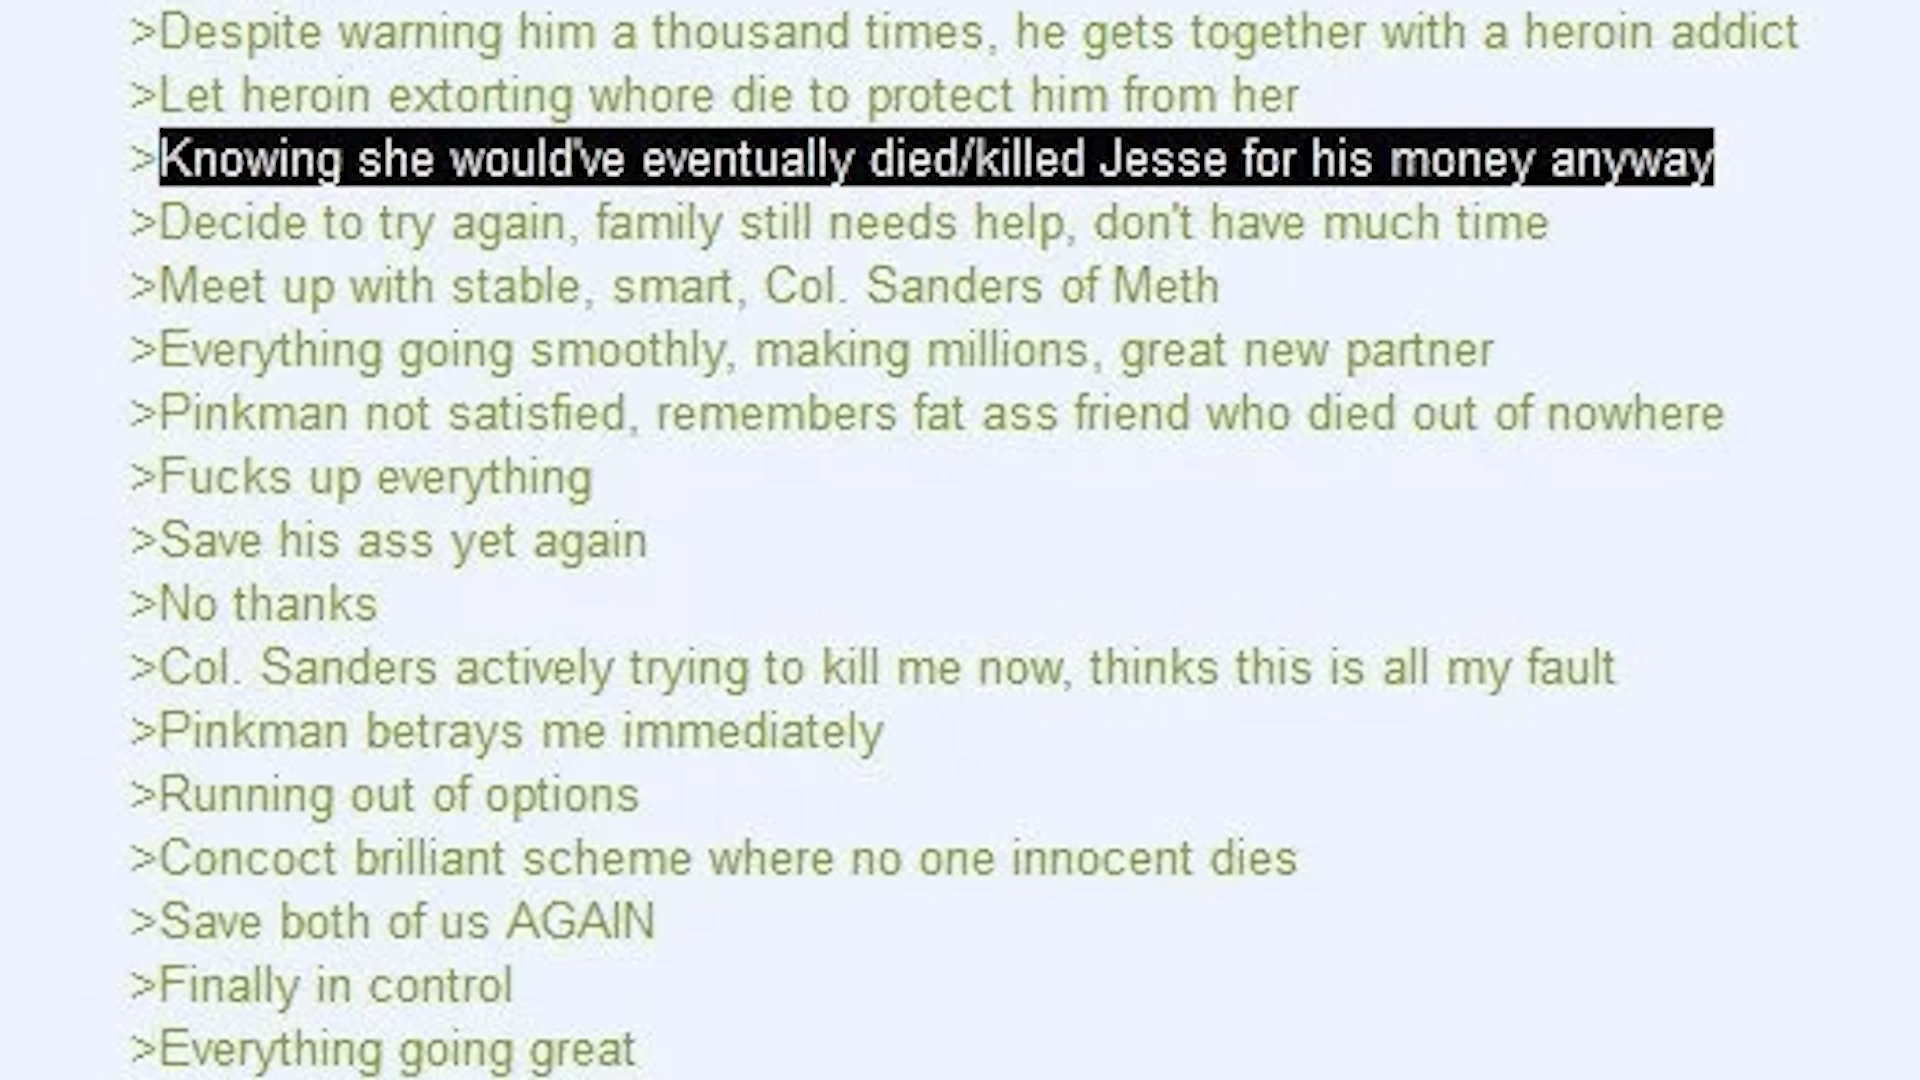 >Despite warning him a thousand times, he gets together with a heroin addict
>Let heroin extorting whore die to protect him from her
>Knowing she would've eventually died/killed Jesse for his money anyway
>Decide to try again, family still needs help, don't have much time
>Meet up with stable, smart, Col. Sanders of Meth
>Everything going smoothly, making millions, great new partner
>Pinkman not satisfied, remembers fat ass friend who died out of nowhere
>Fucks up everything
>Save his ass yet again
>No thanks
>Col. Sanders actively trying to kill me now, thinks this is all my fault
>Pinkman betrays me immediately
>Running out of options
>Concoct brilliant scheme where no one innocent dies
>Save both of us AGAIN
>Finally in control
>Everything going great